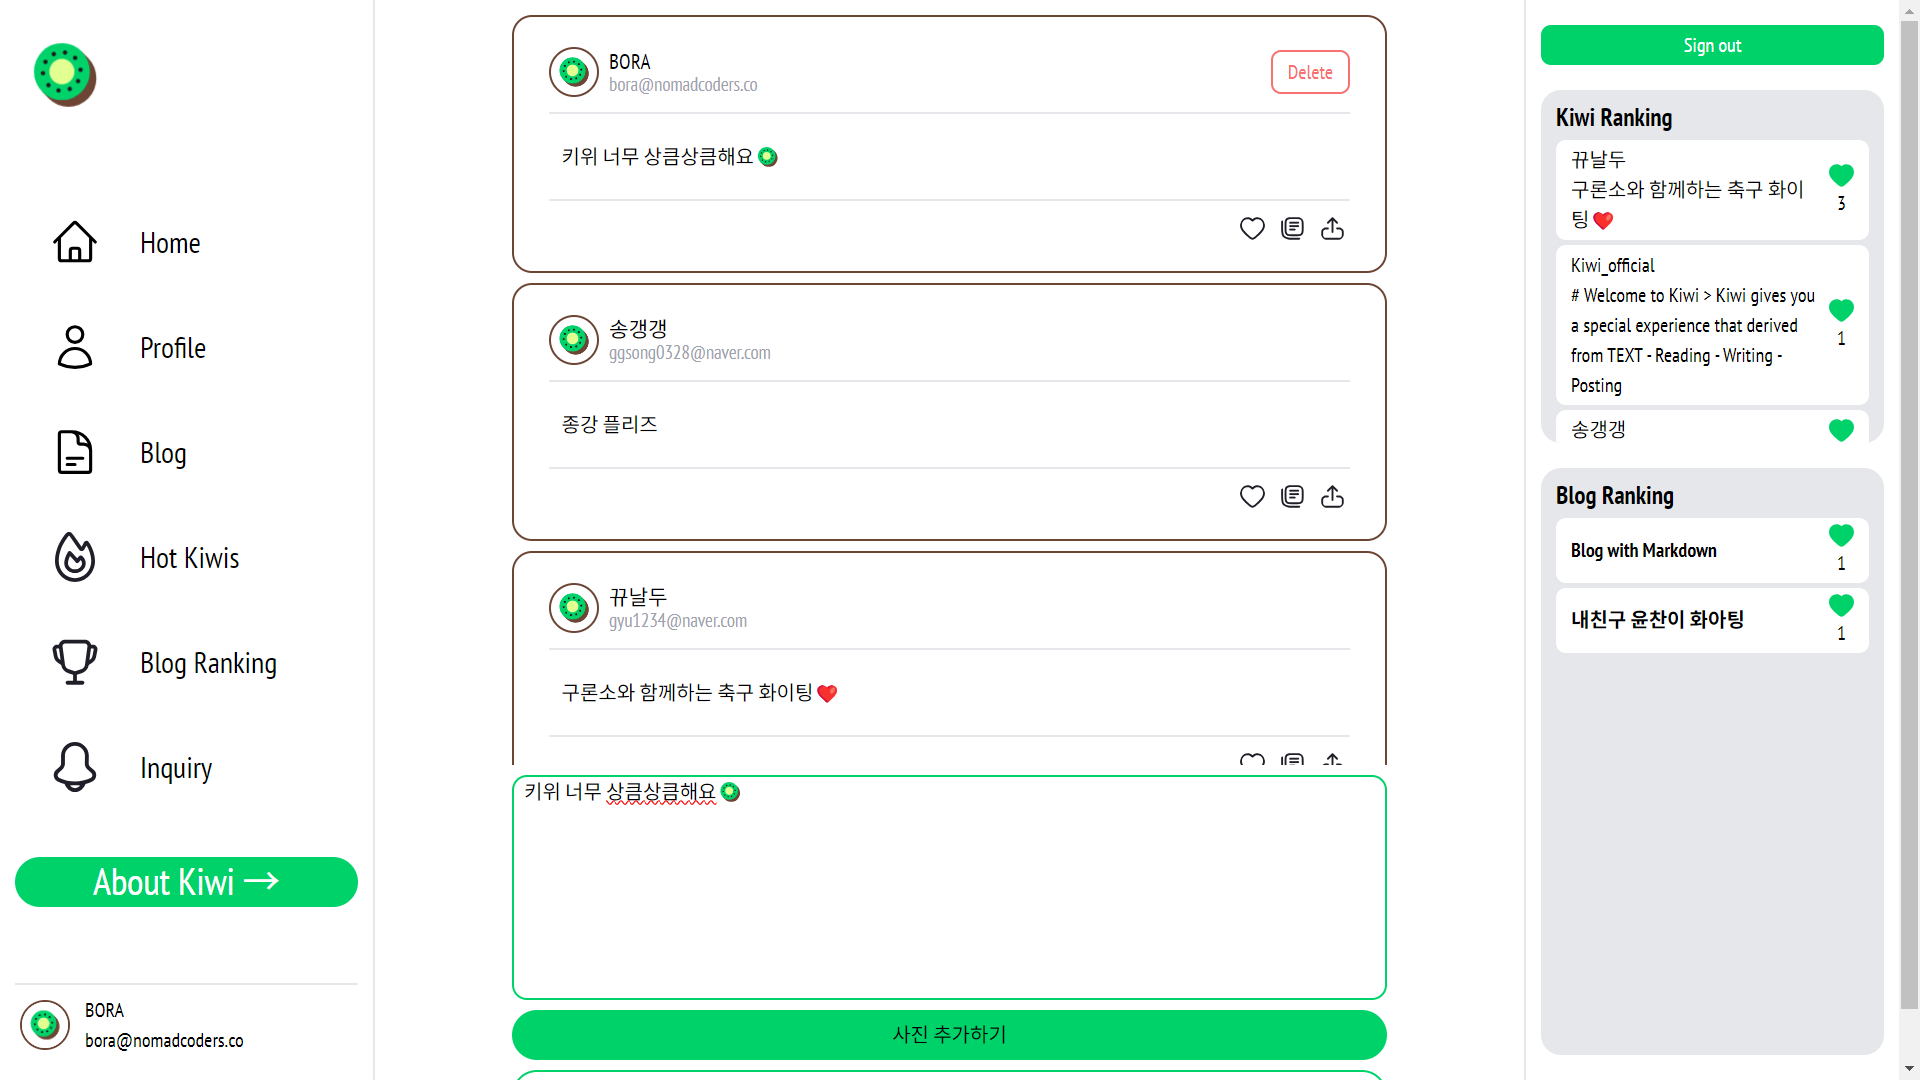 Home
Profile
Blog
Hot Kiwis
Blog Ranking
Inquiry
About Kiwi →
BORA
bora@nomadcoders.co
BORA
bora@nomadcoders.co
Delete
키위 너무 상큼상큼해요🥝
송갱갱
ggsong0328@naver.com
종강 플리즈
뀨날두
gyu1234@naver.com
구론소와 함께하는 축구 화이팅❤️
키위 너무 상큼상큼해요🥝
사진 추가하기
Sign out
Kiwi Ranking
뀨날두
구론소와 함께하는 축구 화이
팅❤️
3
Kiwi_official
# Welcome to Kiwi > Kiwi gives you
a special experience that derived
from TEXT - Reading - Writing -
Posting
1
송갱갱
Blog Ranking
Blog with Markdown
1
내친구 윤찬이 화아팅
1